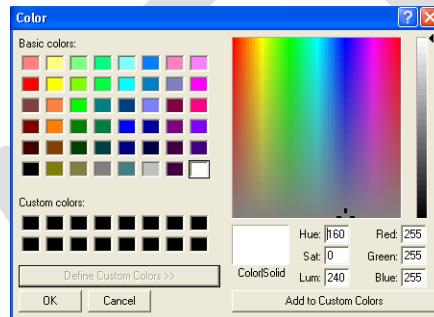 Color
Basic colors:
Custom colors:
Define Custom Colors >>
OK Cancel
Color|Solid
Hue: 160 Red: 255
Sat: 0 Green: 255
Lum: 240 Blue: 255
Add to Custom Colors